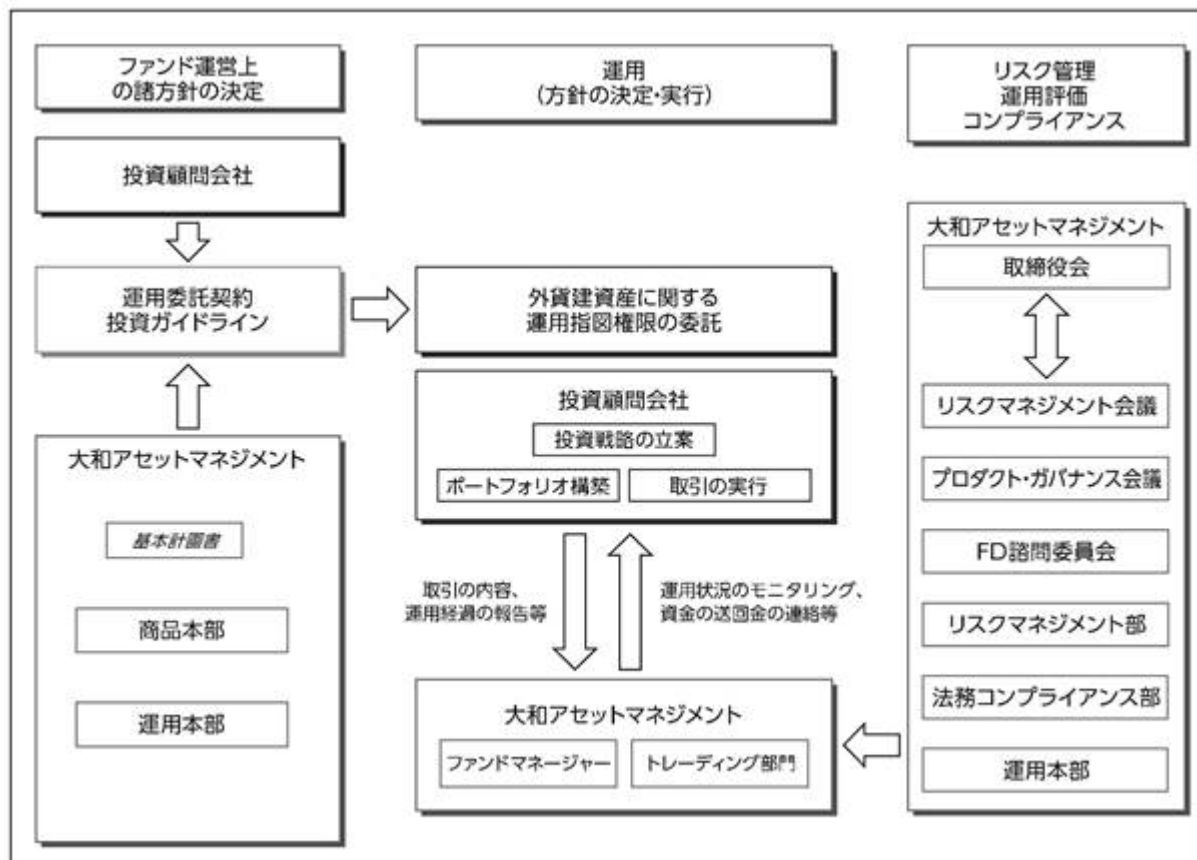 ファンド運営上
の諸方針の決定
運用
(方針の決定・実行)
リスク管理
運用評価
コンプライアンス
投資顧問会社
運用委託契約
投資ガイドライン
外貨建資産に関する
運用指図権限の委託
投資顧問会社
投資戦略の立案
ポートフォリオ構築
取引の実行
大和アセットマネジメント
基本計画書
商品本部
運用本部
取引の内容、
運用経過の報告等
運用状況のモニタリング、
資金の送回金の連絡等
大和アセットマネジメント
ファンドマネージャー
トレーディング部門
大和アセットマネジメント
取締役会
リスクマネジメント会議
プロダクト・ガバナンス会議
FD諮問委員会
リスクマネジメント部
法務コンプライアンス部
運用本部